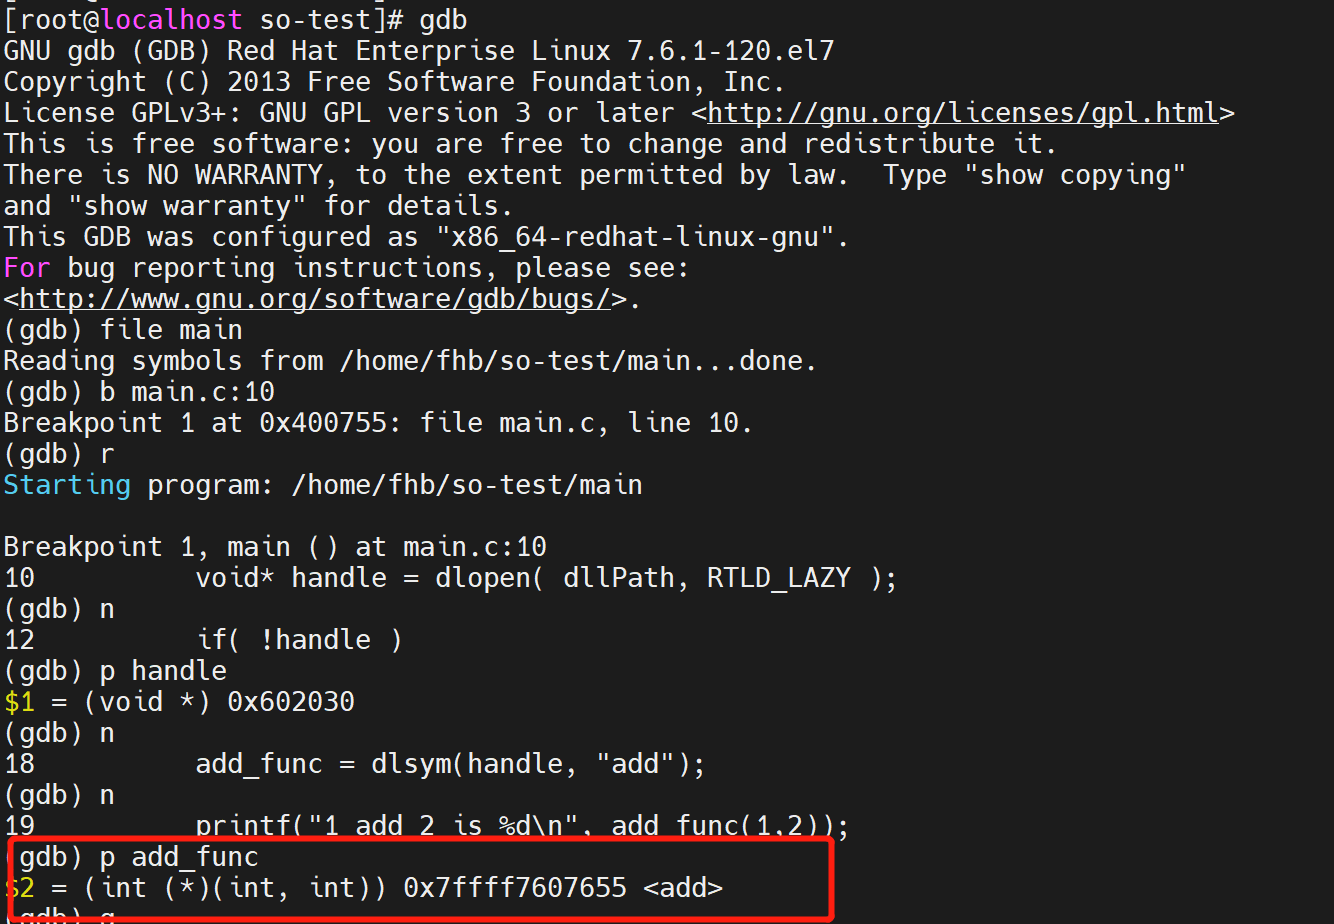 [root@localhost so-test]# gdb
GNU gdb (GDB) Red Hat Enterprise Linux 7.6.1-120.el7
Copyright (C) 2013 Free Software Foundation, Inc.
License GPLv3+: GNU GPL version 3 or later <http://gnu.org/licenses/gpl.html>
This is free software: you are free to change and redistribute it.
There is NO WARRANTY, to the extent permitted by law.  Type "show copying"
and "show warranty" for details.
This GDB was configured as "x86_64-redhat-linux-gnu".
For bug reporting instructions, please see:
<http://www.gnu.org/software/gdb/bugs/>.
(gdb) file main
Reading symbols from /home/fhb/so-test/main...done.
(gdb) b main.c:10
Breakpoint 1 at 0x400755: file main.c, line 10.
(gdb) r
Starting program: /home/fhb/so-test/main
Breakpoint 1, main () at main.c:10
10          void* handle = dlopen( dllPath, RTLD_LAZY );
(gdb) n
12          if( !handle )
(gdb) p handle
$1 = (void *) 0x602030
(gdb) n
18          add_func = dlsym(handle, "add");
(gdb) n
19          printf("1 add 2 is %d\n", add_func(1,2));
(gdb) p add_func
$2 = (int (*)(int, int)) 0x7ffff7607655 <add>
(gdb)